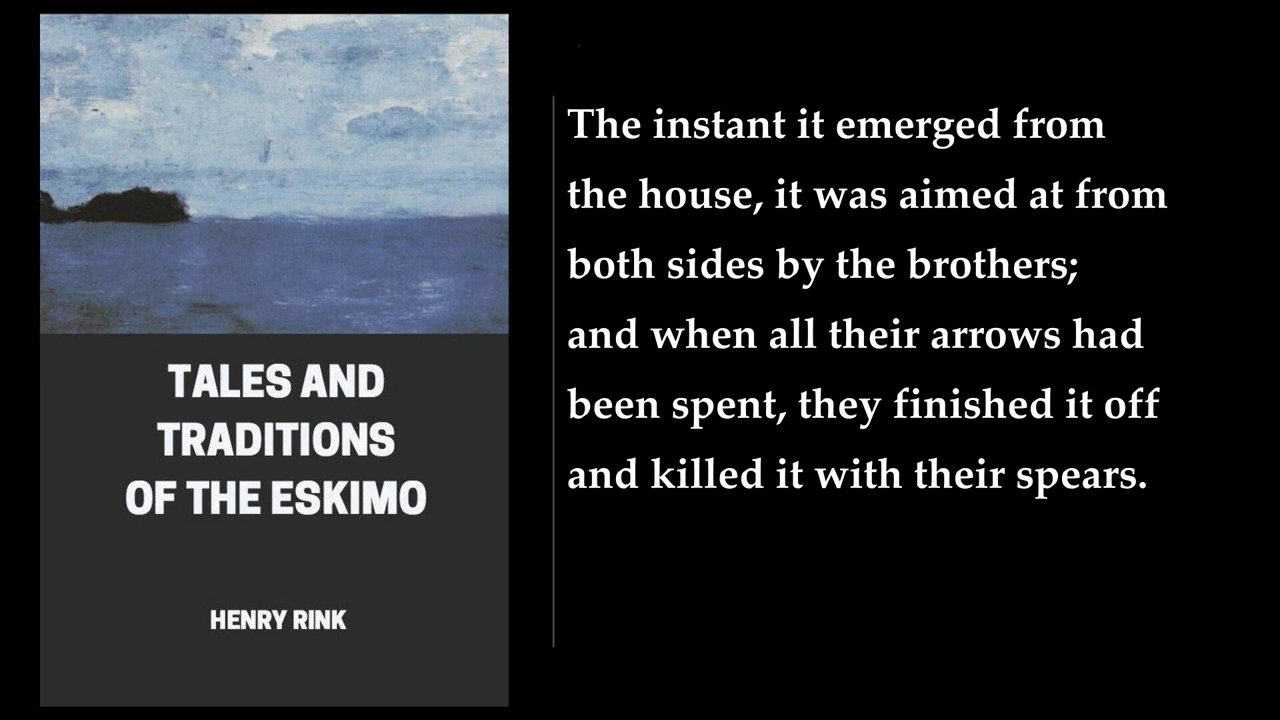 TALES AND
TRADITIONS
OF THE ESKIMO
HENRY RINK
The instant it emerged from
the house, it was aimed at from
both sides by the brothers;
and when all their arrows had
been spent, they finished it off
and killed it with their spears.